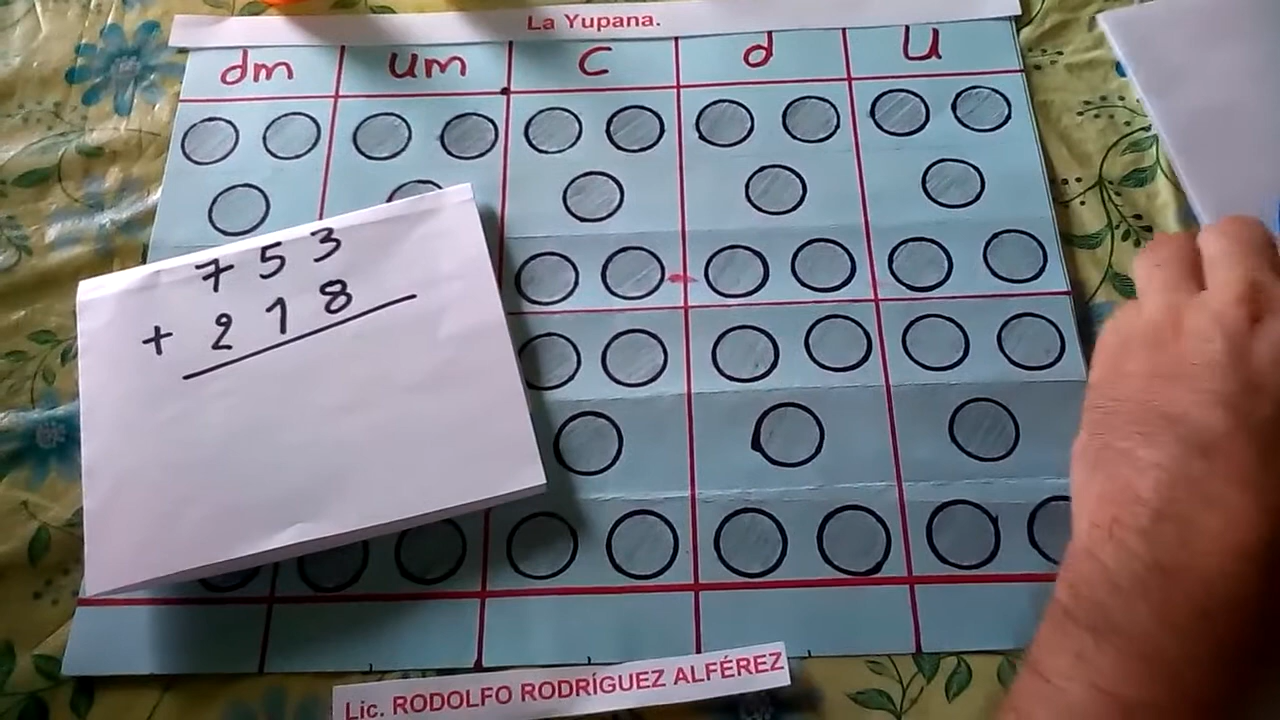 La Yupana.
dm um c d U
7 5 3
+ 2 1 8
Lic. RODOLFO RODRÍGUEZ ALFÉREZ